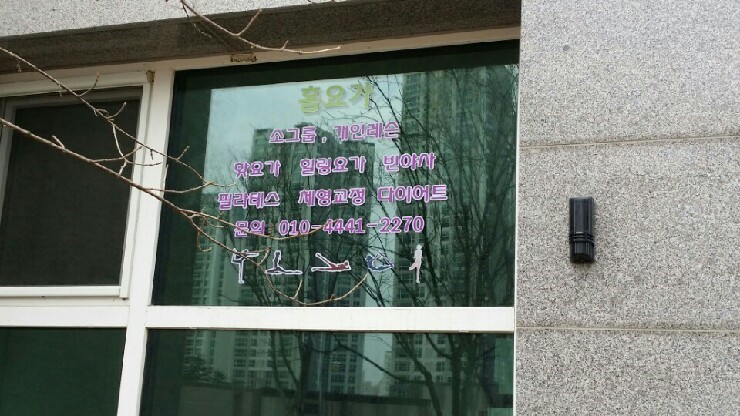 홈요가
소그룹, 개인레슨
핫요가 힐링요가 빈야사
필라테스 체형교정 다이어트
문의 010-4441-2270